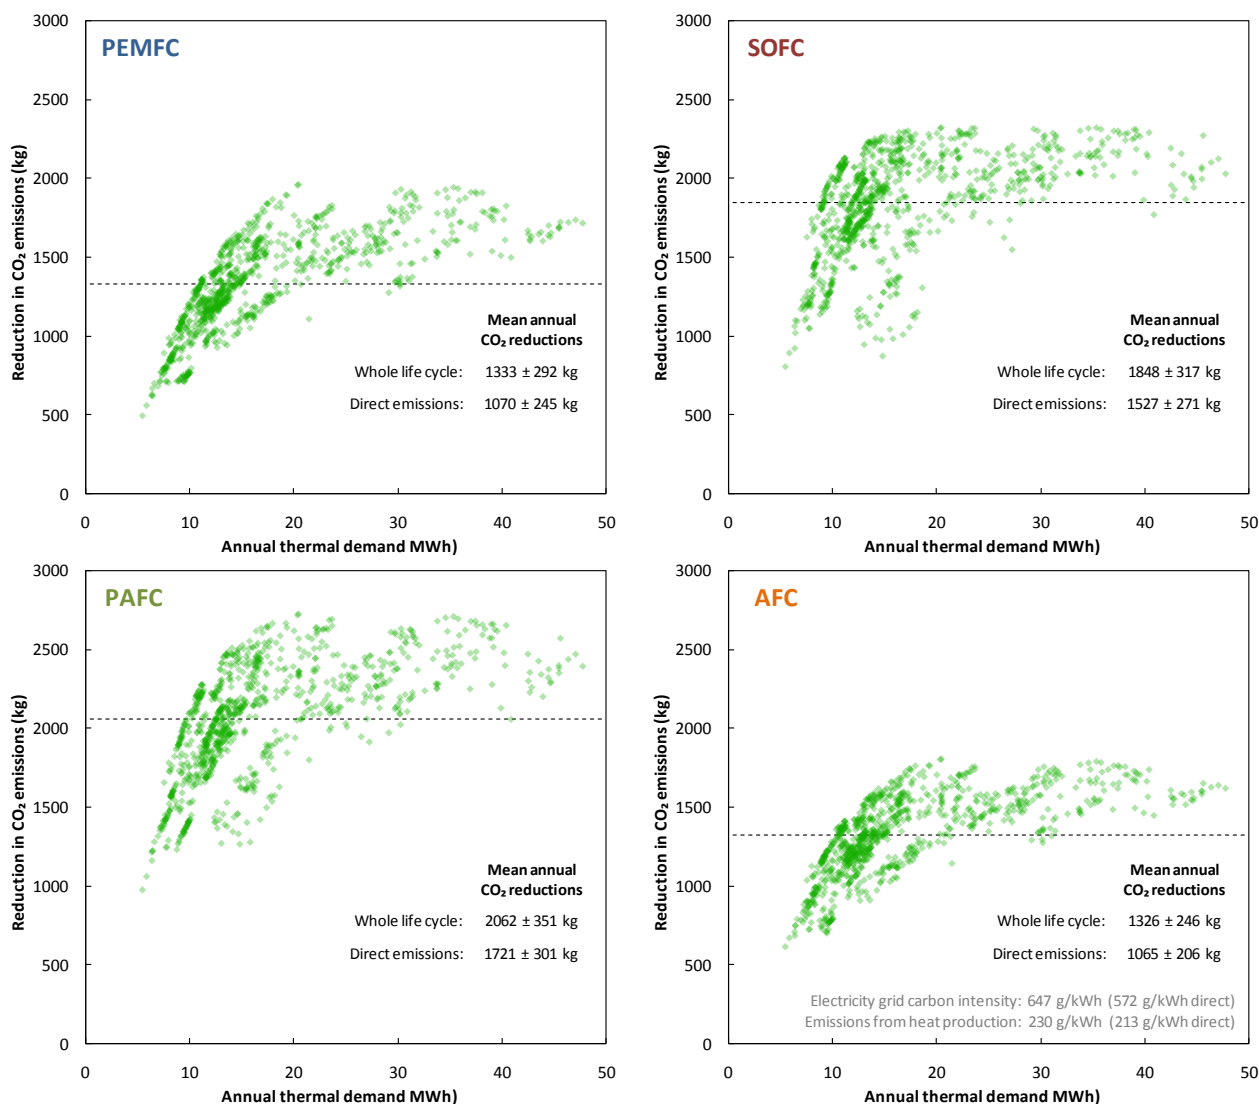 PEMFC
Reduction in CO₂ emissions (kg)
3000
2500
2000
1500
1000
500
0
Mean annual
CO₂ reductions
Whole life cycle: 1333 ± 292 kg
Direct emissions: 1070 ± 245 kg
0 10 20 30 40 50
Annual thermal demand MWh)
SOFC
Reduction in CO₂ emissions (kg)
3000
2500
2000
1500
1000
500
0
Mean annual
CO₂ reductions
Whole life cycle: 1848 ± 317 kg
Direct emissions: 1527 ± 271 kg
0 10 20 30 40 50
Annual thermal demand MWh)
PAFC
Reduction in CO₂ emissions (kg)
3000
2500
2000
1500
1000
500
0
Mean annual
CO₂ reductions
Whole life cycle: 2062 ± 351 kg
Direct emissions: 1721 ± 301 kg
0 10 20 30 40 50
Annual thermal demand MWh)
AFC
Reduction in CO₂ emissions (kg)
3000
2500
2000
1500
1000
500
0
Mean annual
CO₂ reductions
Whole life cycle: 1326 ± 246 kg
Direct emissions: 1065 ± 206 kg
Electricity grid carbon intensity: 647 g/kWh (572 g/kWh direct)
Emissions from heat production: 230 g/kWh (213 g/kWh direct)
0 10 20 30 40 50
Annual thermal demand MWh)